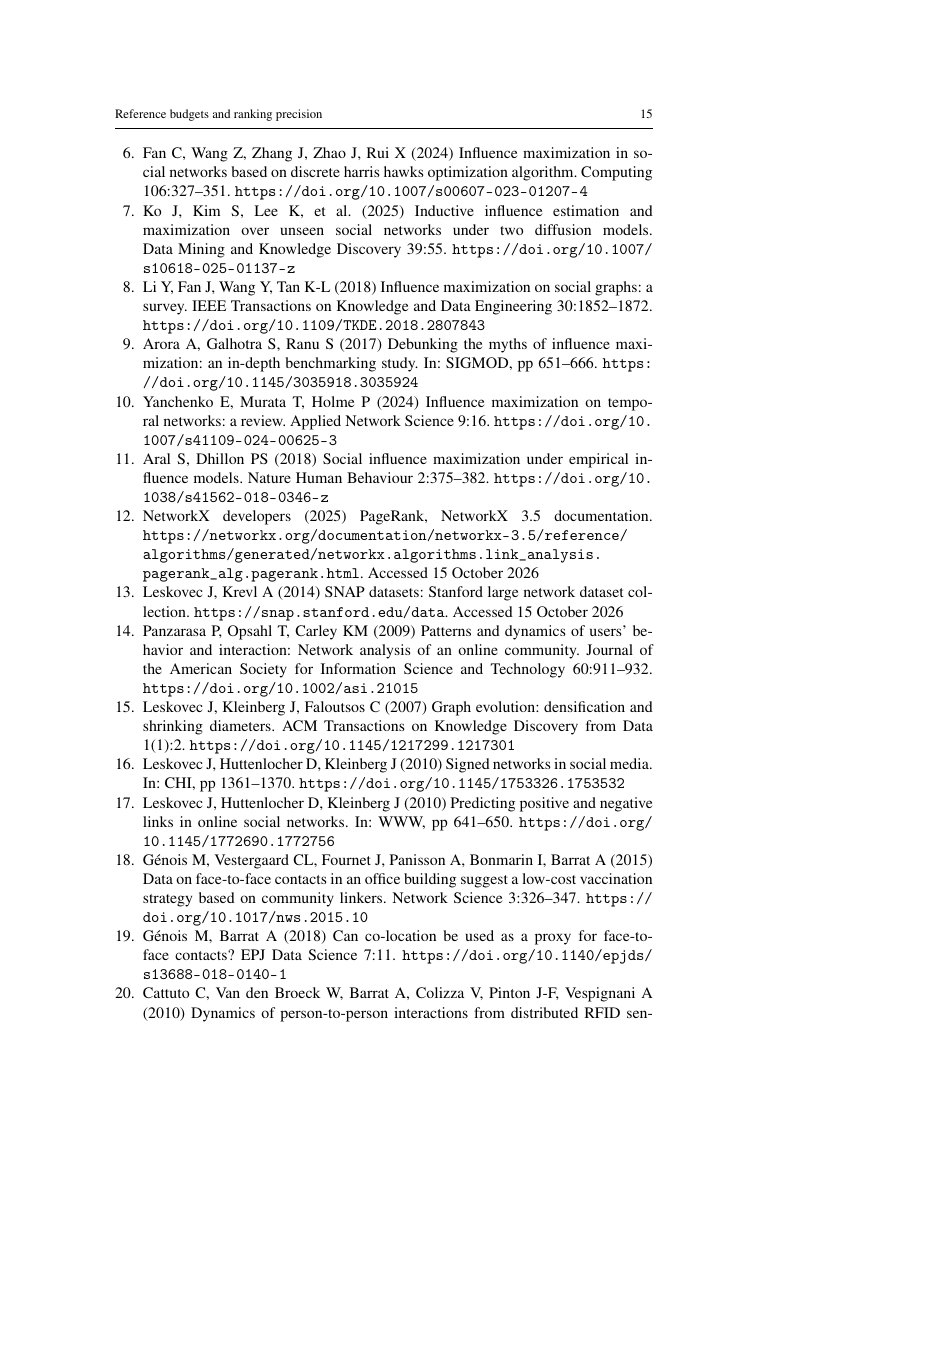 Reference budgets and ranking precision 15
6. Fan C, Wang Z, Zhang J, Zhao J, Rui X (2024) Influence maximization in so-
cial networks based on discrete harris hawks optimization algorithm. Computing
106:327–351. https://doi.org/10.1007/s00607-023-01207-4
7. Ko J, Kim S, Lee K, et al. (2025) Inductive influence estimation and
maximization over unseen social networks under two diffusion models.
Data Mining and Knowledge Discovery 39:55. https://doi.org/10.1007/
s10618-025-01137-z
8. Li Y, Fan J, Wang Y, Tan K-L (2018) Influence maximization on social graphs: a
survey. IEEE Transactions on Knowledge and Data Engineering 30:1852–1872.
https://doi.org/10.1109/TKDE.2018.2807843
9. Arora A, Galhotra S, Ranu S (2017) Debunking the myths of influence maxi-
mization: an in-depth benchmarking study. In: SIGMOD, pp 651–666. https:
//doi.org/10.1145/3035918.3035924
10. Yanchenko E, Murata T, Holme P (2024) Influence maximization on tempo-
ral networks: a review. Applied Network Science 9:16. https://doi.org/10.
1007/s41109-024-00625-3
11. Aral S, Dhillon PS (2018) Social influence maximization under empirical in-
fluence models. Nature Human Behaviour 2:375–382. https://doi.org/10.
1038/s41562-018-0346-z
12. NetworkX developers (2025) PageRank, NetworkX 3.5 documentation.
https://networkx.org/documentation/networkx-3.5/reference/
algorithms/generated/networkx.algorithms.link_analysis.
pagerank_alg.pagerank.html. Accessed 15 October 2026
13. Leskovec J, Krevl A (2014) SNAP datasets: Stanford large network dataset col-
lection. https://snap.stanford.edu/data. Accessed 15 October 2026
14. Panzarasa P, Opsahl T, Carley KM (2009) Patterns and dynamics of users’ be-
havior and interaction: Network analysis of an online community. Journal of
the American Society for Information Science and Technology 60:911–932.
https://doi.org/10.1002/asi.21015
15. Leskovec J, Kleinberg J, Faloutsos C (2007) Graph evolution: densification and
shrinking diameters. ACM Transactions on Knowledge Discovery from Data
1(1):2. https://doi.org/10.1145/1217299.1217301
16. Leskovec J, Huttenlocher D, Kleinberg J (2010) Signed networks in social media.
In: CHI, pp 1361–1370. https://doi.org/10.1145/1753326.1753532
17. Leskovec J, Huttenlocher D, Kleinberg J (2010) Predicting positive and negative
links in online social networks. In: WWW, pp 641–650. https://doi.org/
10.1145/1772690.1772756
18. Génois M, Vestergaard CL, Fournet J, Panisson A, Bonmarin I, Barrat A (2015)
Data on face-to-face contacts in an office building suggest a low-cost vaccination
strategy based on community linkers. Network Science 3:326–347. https://
doi.org/10.1017/nws.2015.10
19. Génois M, Barrat A (2018) Can co-location be used as a proxy for face-to-
face contacts? EPJ Data Science 7:11. https://doi.org/10.1140/epjds/
s13688-018-0140-1
20. Cattuto C, Van den Broeck W, Barrat A, Colizza V, Pinton J-F, Vespignani A
(2010) Dynamics of person-to-person interactions from distributed RFID sen-